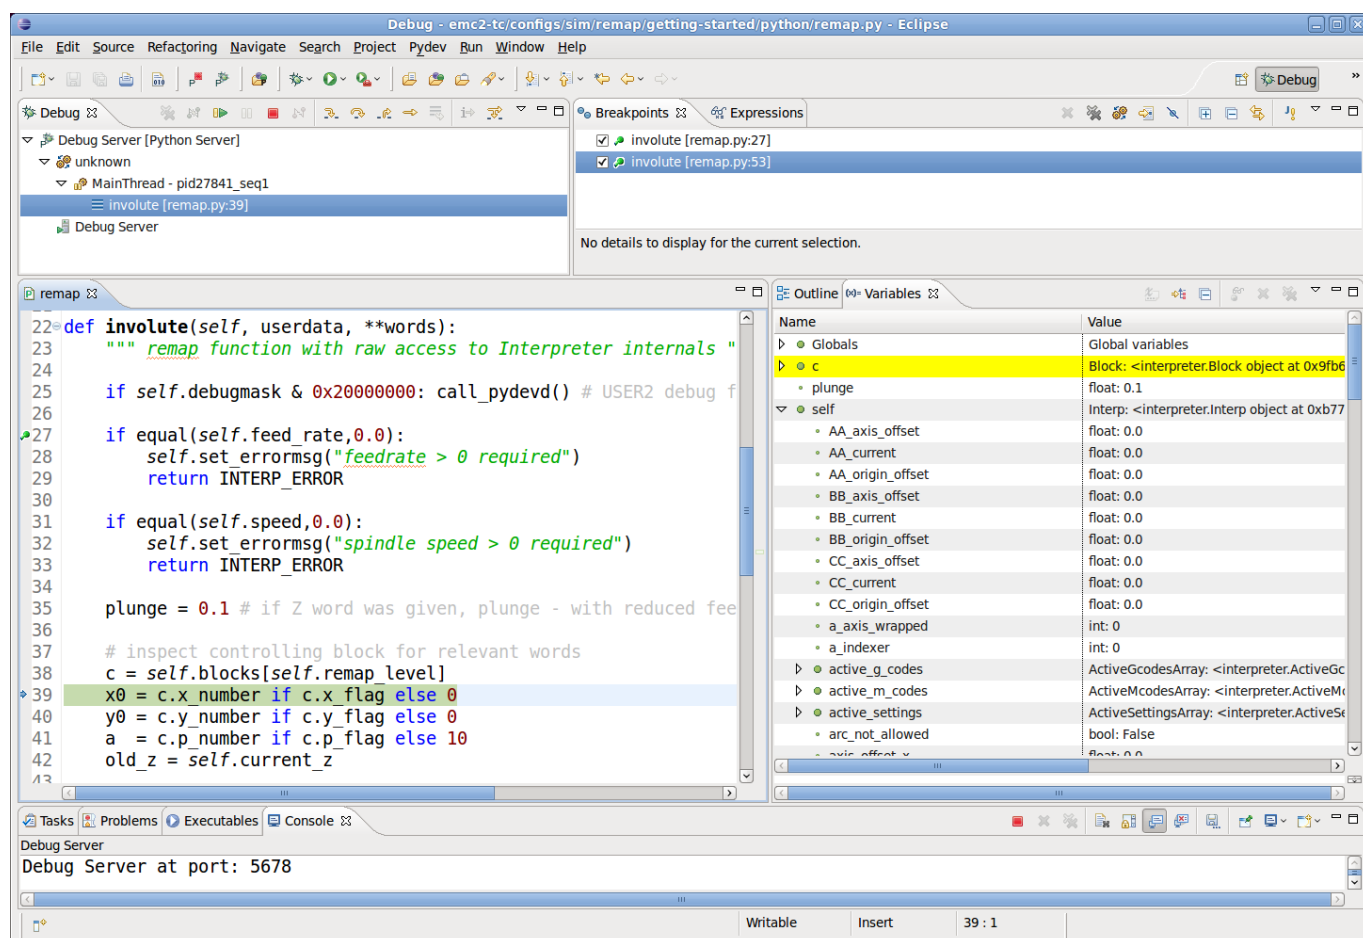 Debug - emc2-tc/configs/sim/remap/getting-started/python/remap.py - Eclipse
File Edit Source Refactoring Navigate Search Project Pydev Run Window Help
Debug »
Debug
Debug Server [Python Server]
unknown
MainThread - pid27841_seq1
involute [remap.py:39]
Debug Server
Breakpoints Expressions
involute [remap.py:27]
involute [remap.py:53]
No details to display for the current selection.
remap
22 def involute(self, userdata, **words):
23 """ remap function with raw access to Interpreter internals "
24
25 if self.debugmask & 0x20000000: call_pydevd() # USER2 debug f
26
27 if equal(self.feed_rate,0.0):
28 self.set_errormsg("feedrate > 0 required")
29 return INTERP_ERROR
30
31 if equal(self.speed,0.0):
32 self.set_errormsg("spindle speed > 0 required")
33 return INTERP_ERROR
34
35 plunge = 0.1 # if Z word was given, plunge - with reduced fee
36
37 # inspect controlling block for relevant words
38 c = self.blocks[self.remap_level]
39 x0 = c.x_number if c.x_flag else 0
40 y0 = c.y_number if c.y_flag else 0
41 a = c.p_number if c.p_flag else 10
42 old_z = self.current_z
43
Outline Variables
Name Value
Globals Global variables
c Block: <interpreter.Block object at 0x9fb6
plunge float: 0.1
self Interp: <interpreter.Interp object at 0xb77
AA_axis_offset float: 0.0
AA_current float: 0.0
AA_origin_offset float: 0.0
BB_axis_offset float: 0.0
BB_current float: 0.0
BB_origin_offset float: 0.0
CC_axis_offset float: 0.0
CC_current float: 0.0
CC_origin_offset float: 0.0
a_axis_wrapped int: 0
a_indexer int: 0
active_g_codes ActiveGcodesArray: <interpreter.ActiveGc
active_m_codes ActiveMcodesArray: <interpreter.ActiveMc
active_settings ActiveSettingsArray: <interpreter.ActiveSe
arc_not_allowed bool: False
axis_offset_x float: 0.0
Tasks Problems Executables Console
Debug Server
Debug Server at port: 5678
Writable Insert 39 : 1